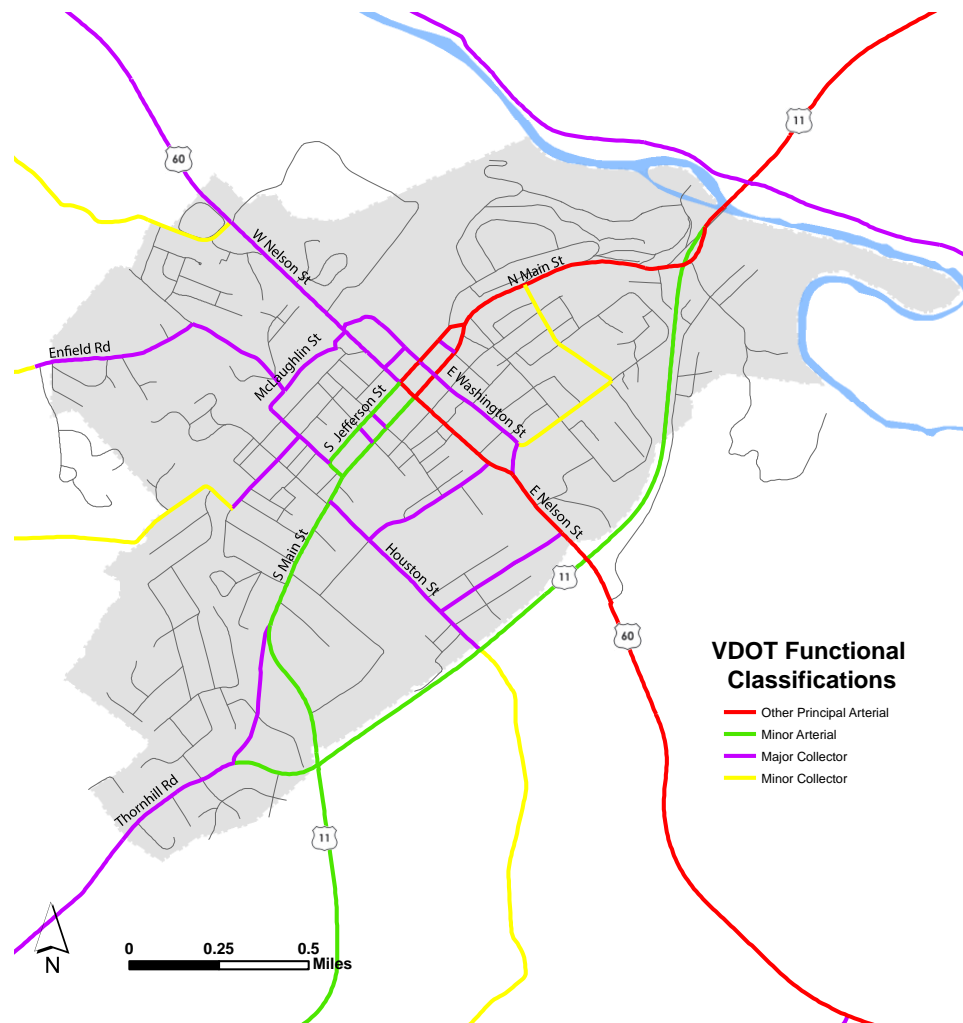 11
60
W Nelson St
N Main St
Enfield Rd
McLaughlin St
E Washington St
S Jefferson St
E Nelson St
S Main St
Houston St
11
60
VDOT Functional
Classifications
Other Principal Arterial
Minor Arterial
Major Collector
Minor Collector
Thornhill Rd
11
N
0 0.25 0.5
Miles